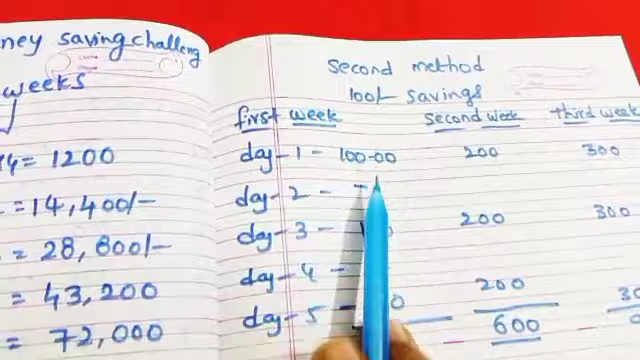 ney saving challeng
weeks
= 1200
= 14,400/-
= 28,800/-
= 43,200
= 72,000
second method
100/- savings
first week second week third week
day-1 - 100-00 200 300
day-2 - -
day-3 - 200 300
day-4 -
200 30
day-5 -
600